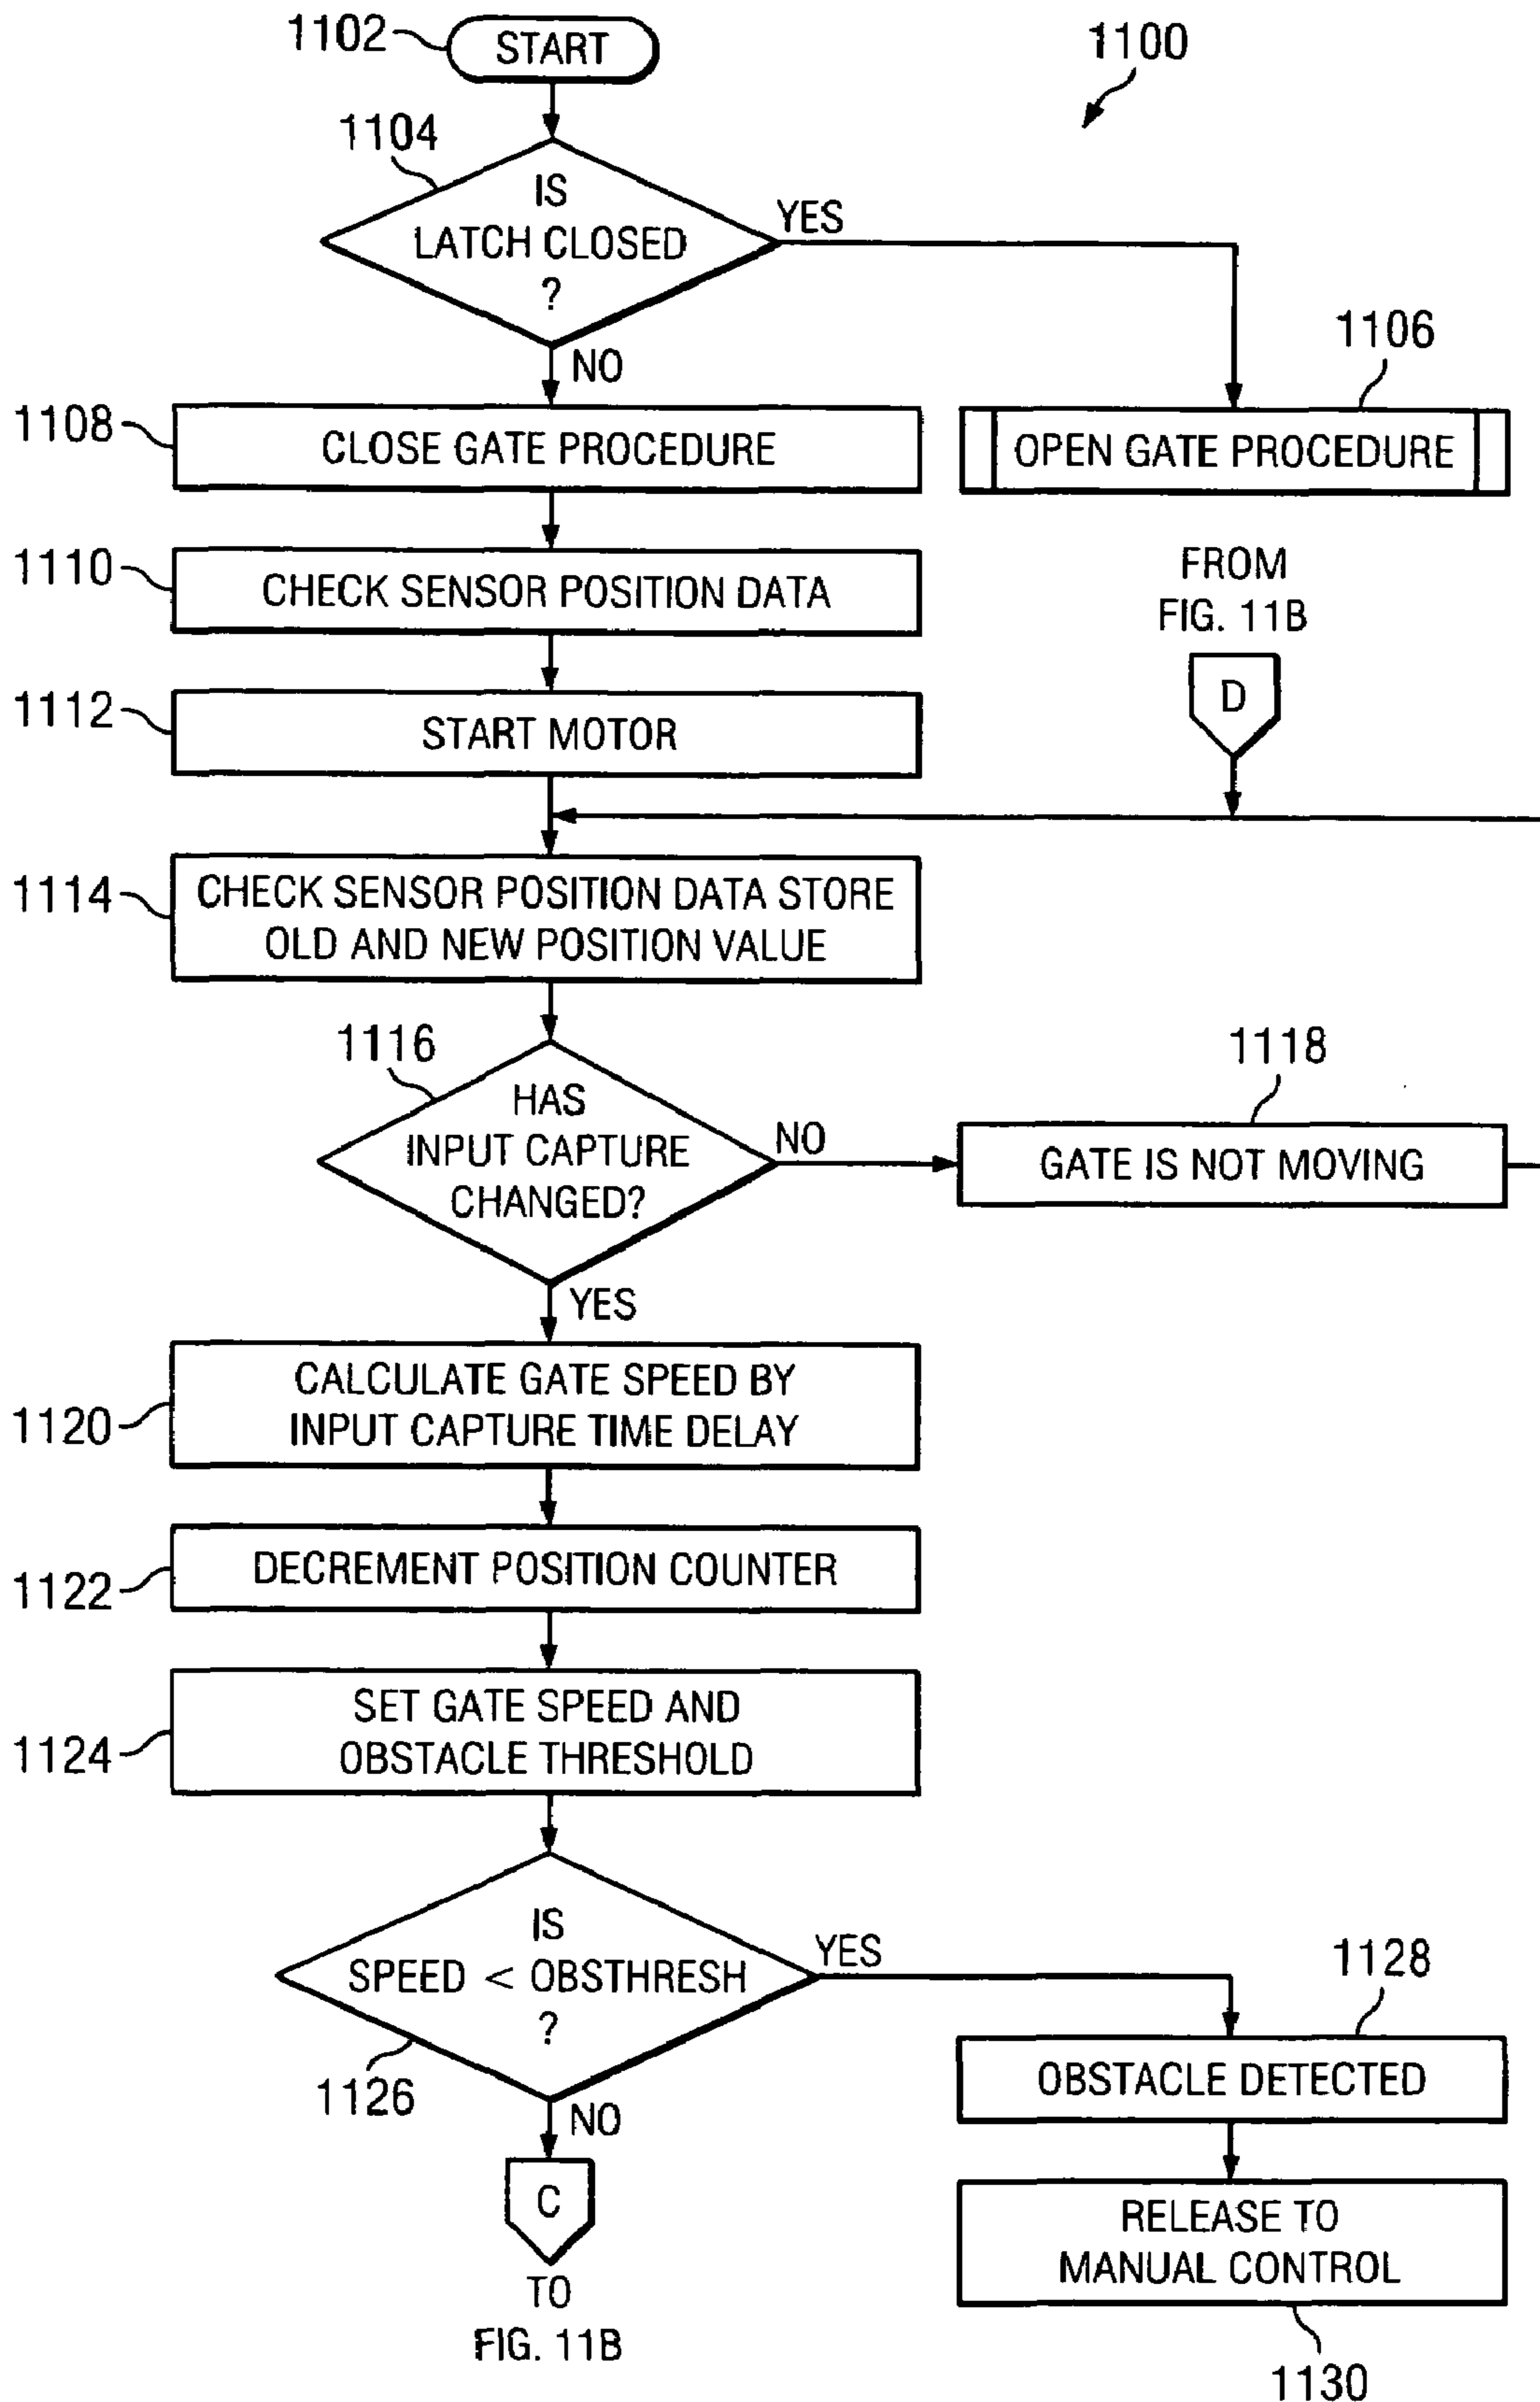 1102
START
1100
1104
IS
LATCH CLOSED
?
YES
NO
1106
OPEN GATE PROCEDURE
1108
CLOSE GATE PROCEDURE
1110
CHECK SENSOR POSITION DATA
FROM
FIG. 11B
D
1112
START MOTOR
1114
CHECK SENSOR POSITION DATA STORE
OLD AND NEW POSITION VALUE
1116
HAS
INPUT CAPTURE
CHANGED?
NO
1118
GATE IS NOT MOVING
YES
1120
CALCULATE GATE SPEED BY
INPUT CAPTURE TIME DELAY
1122
DECREMENT POSITION COUNTER
1124
SET GATE SPEED AND
OBSTACLE THRESHOLD
IS
SPEED < OBSTHRESH
?
1126
YES
1128
OBSTACLE DETECTED
NO
C
TO
FIG. 11B
RELEASE TO
MANUAL CONTROL
1130